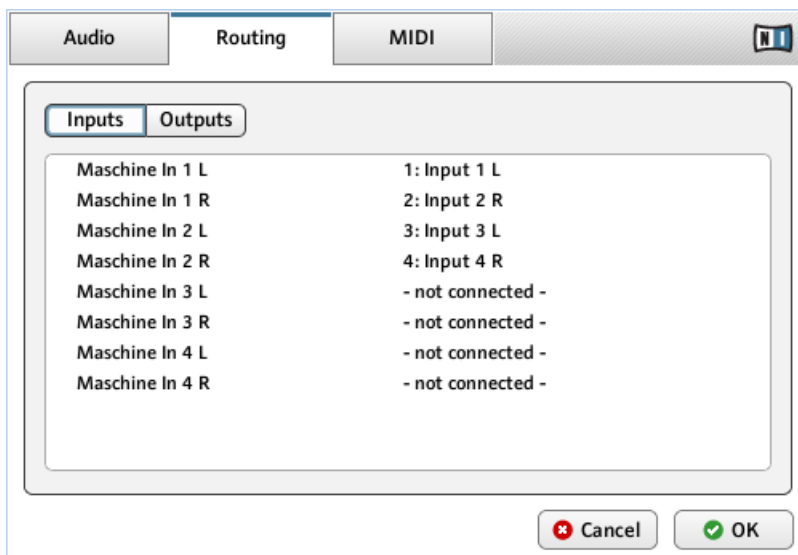 Audio Routing MIDI NI
Inputs Outputs
Maschine In 1 L 1: Input 1 L
Maschine In 1 R 2: Input 2 R
Maschine In 2 L 3: Input 3 L
Maschine In 2 R 4: Input 4 R
Maschine In 3 L - not connected -
Maschine In 3 R - not connected -
Maschine In 4 L - not connected -
Maschine In 4 R - not connected -
Cancel OK